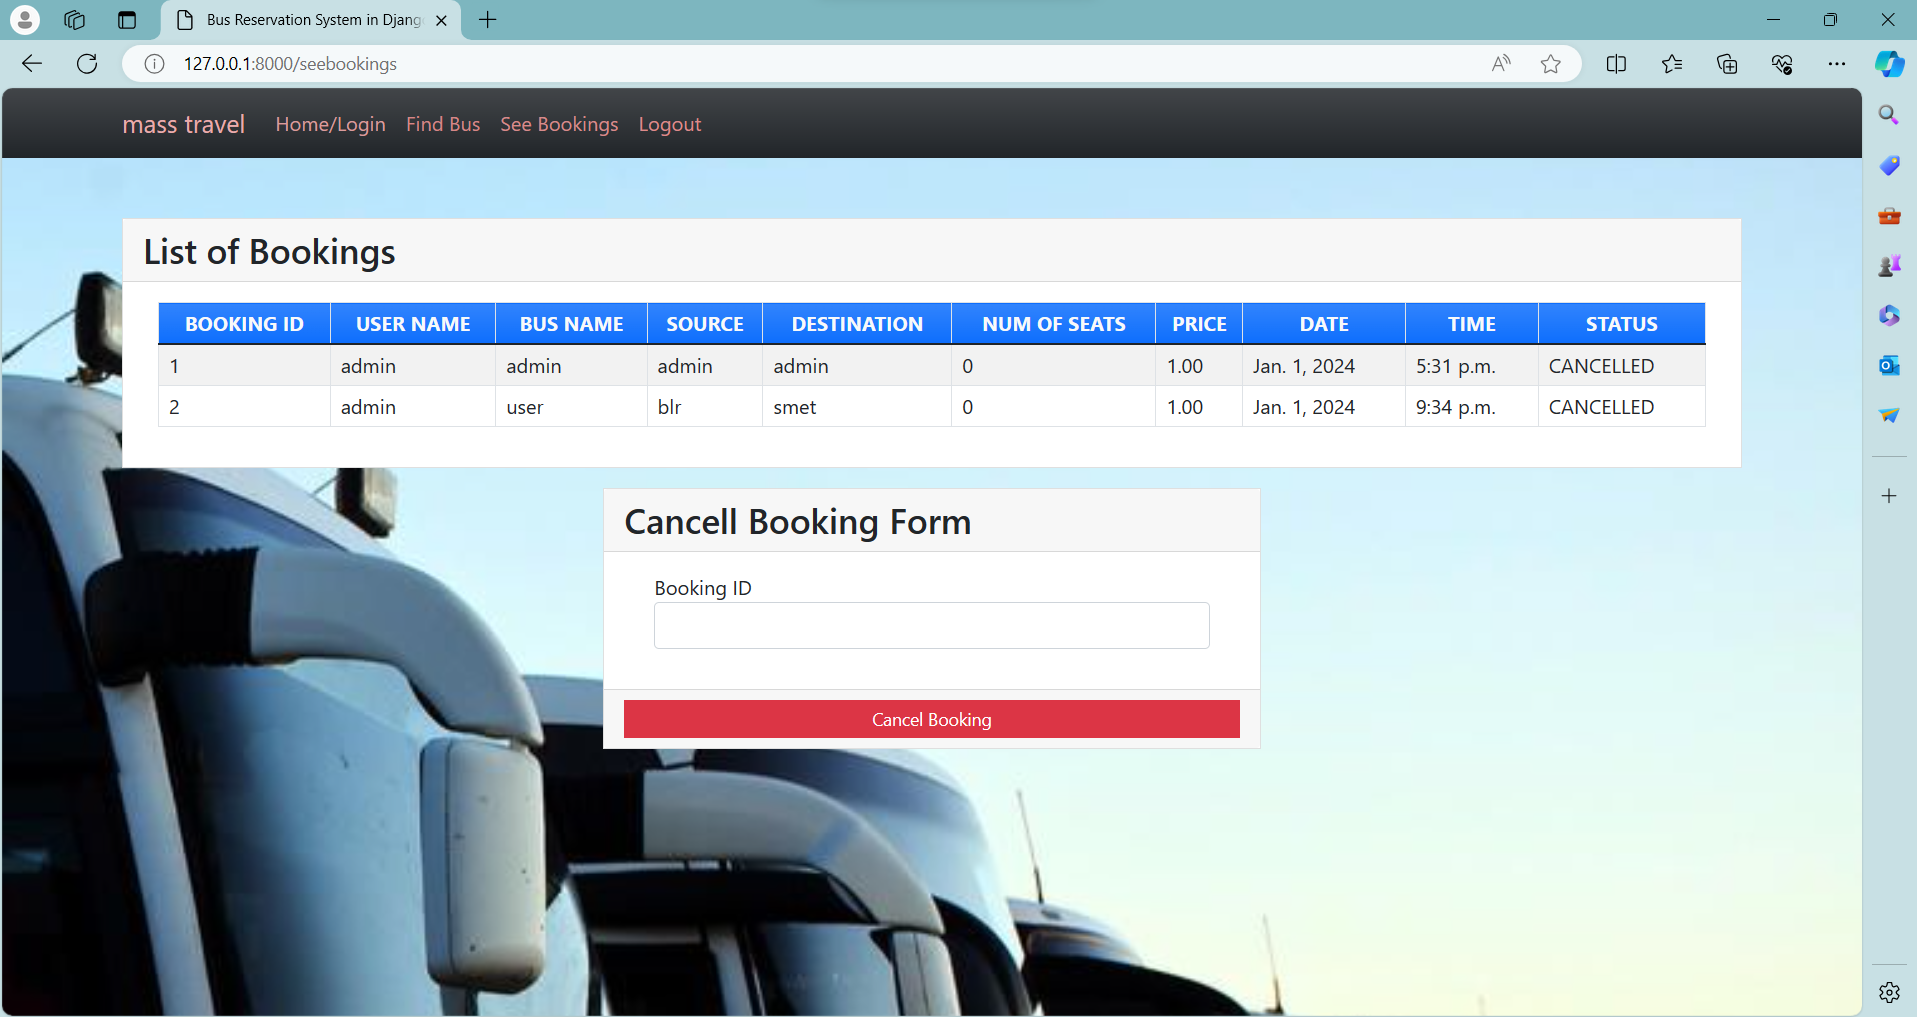 Bus Reservation System in Djang
127.0.0.1:8000/seebookings
mass travel Home/Login Find Bus See Bookings Logout
List of Bookings
BOOKING ID USER NAME BUS NAME SOURCE DESTINATION NUM OF SEATS PRICE DATE TIME STATUS
1 admin admin admin admin 0 1.00 Jan. 1, 2024 5:31 p.m. CANCELLED
2 admin user blr smet 0 1.00 Jan. 1, 2024 9:34 p.m. CANCELLED
Cancell Booking Form
Booking ID
Cancel Booking